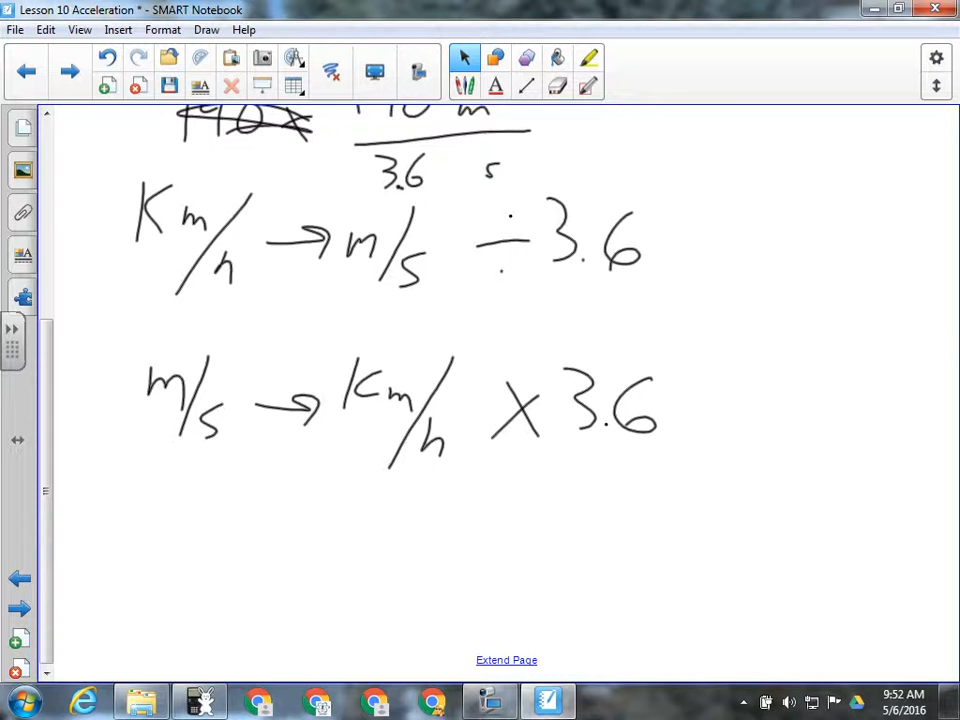 Lesson 10 Acceleration * - SMART Notebook
File Edit View Insert Format Draw Help
m
3.6 s
Km/h → m/s ÷ 3.6
m/s → Km/h X 3.6
Extend Page
9:52 AM
5/6/2016